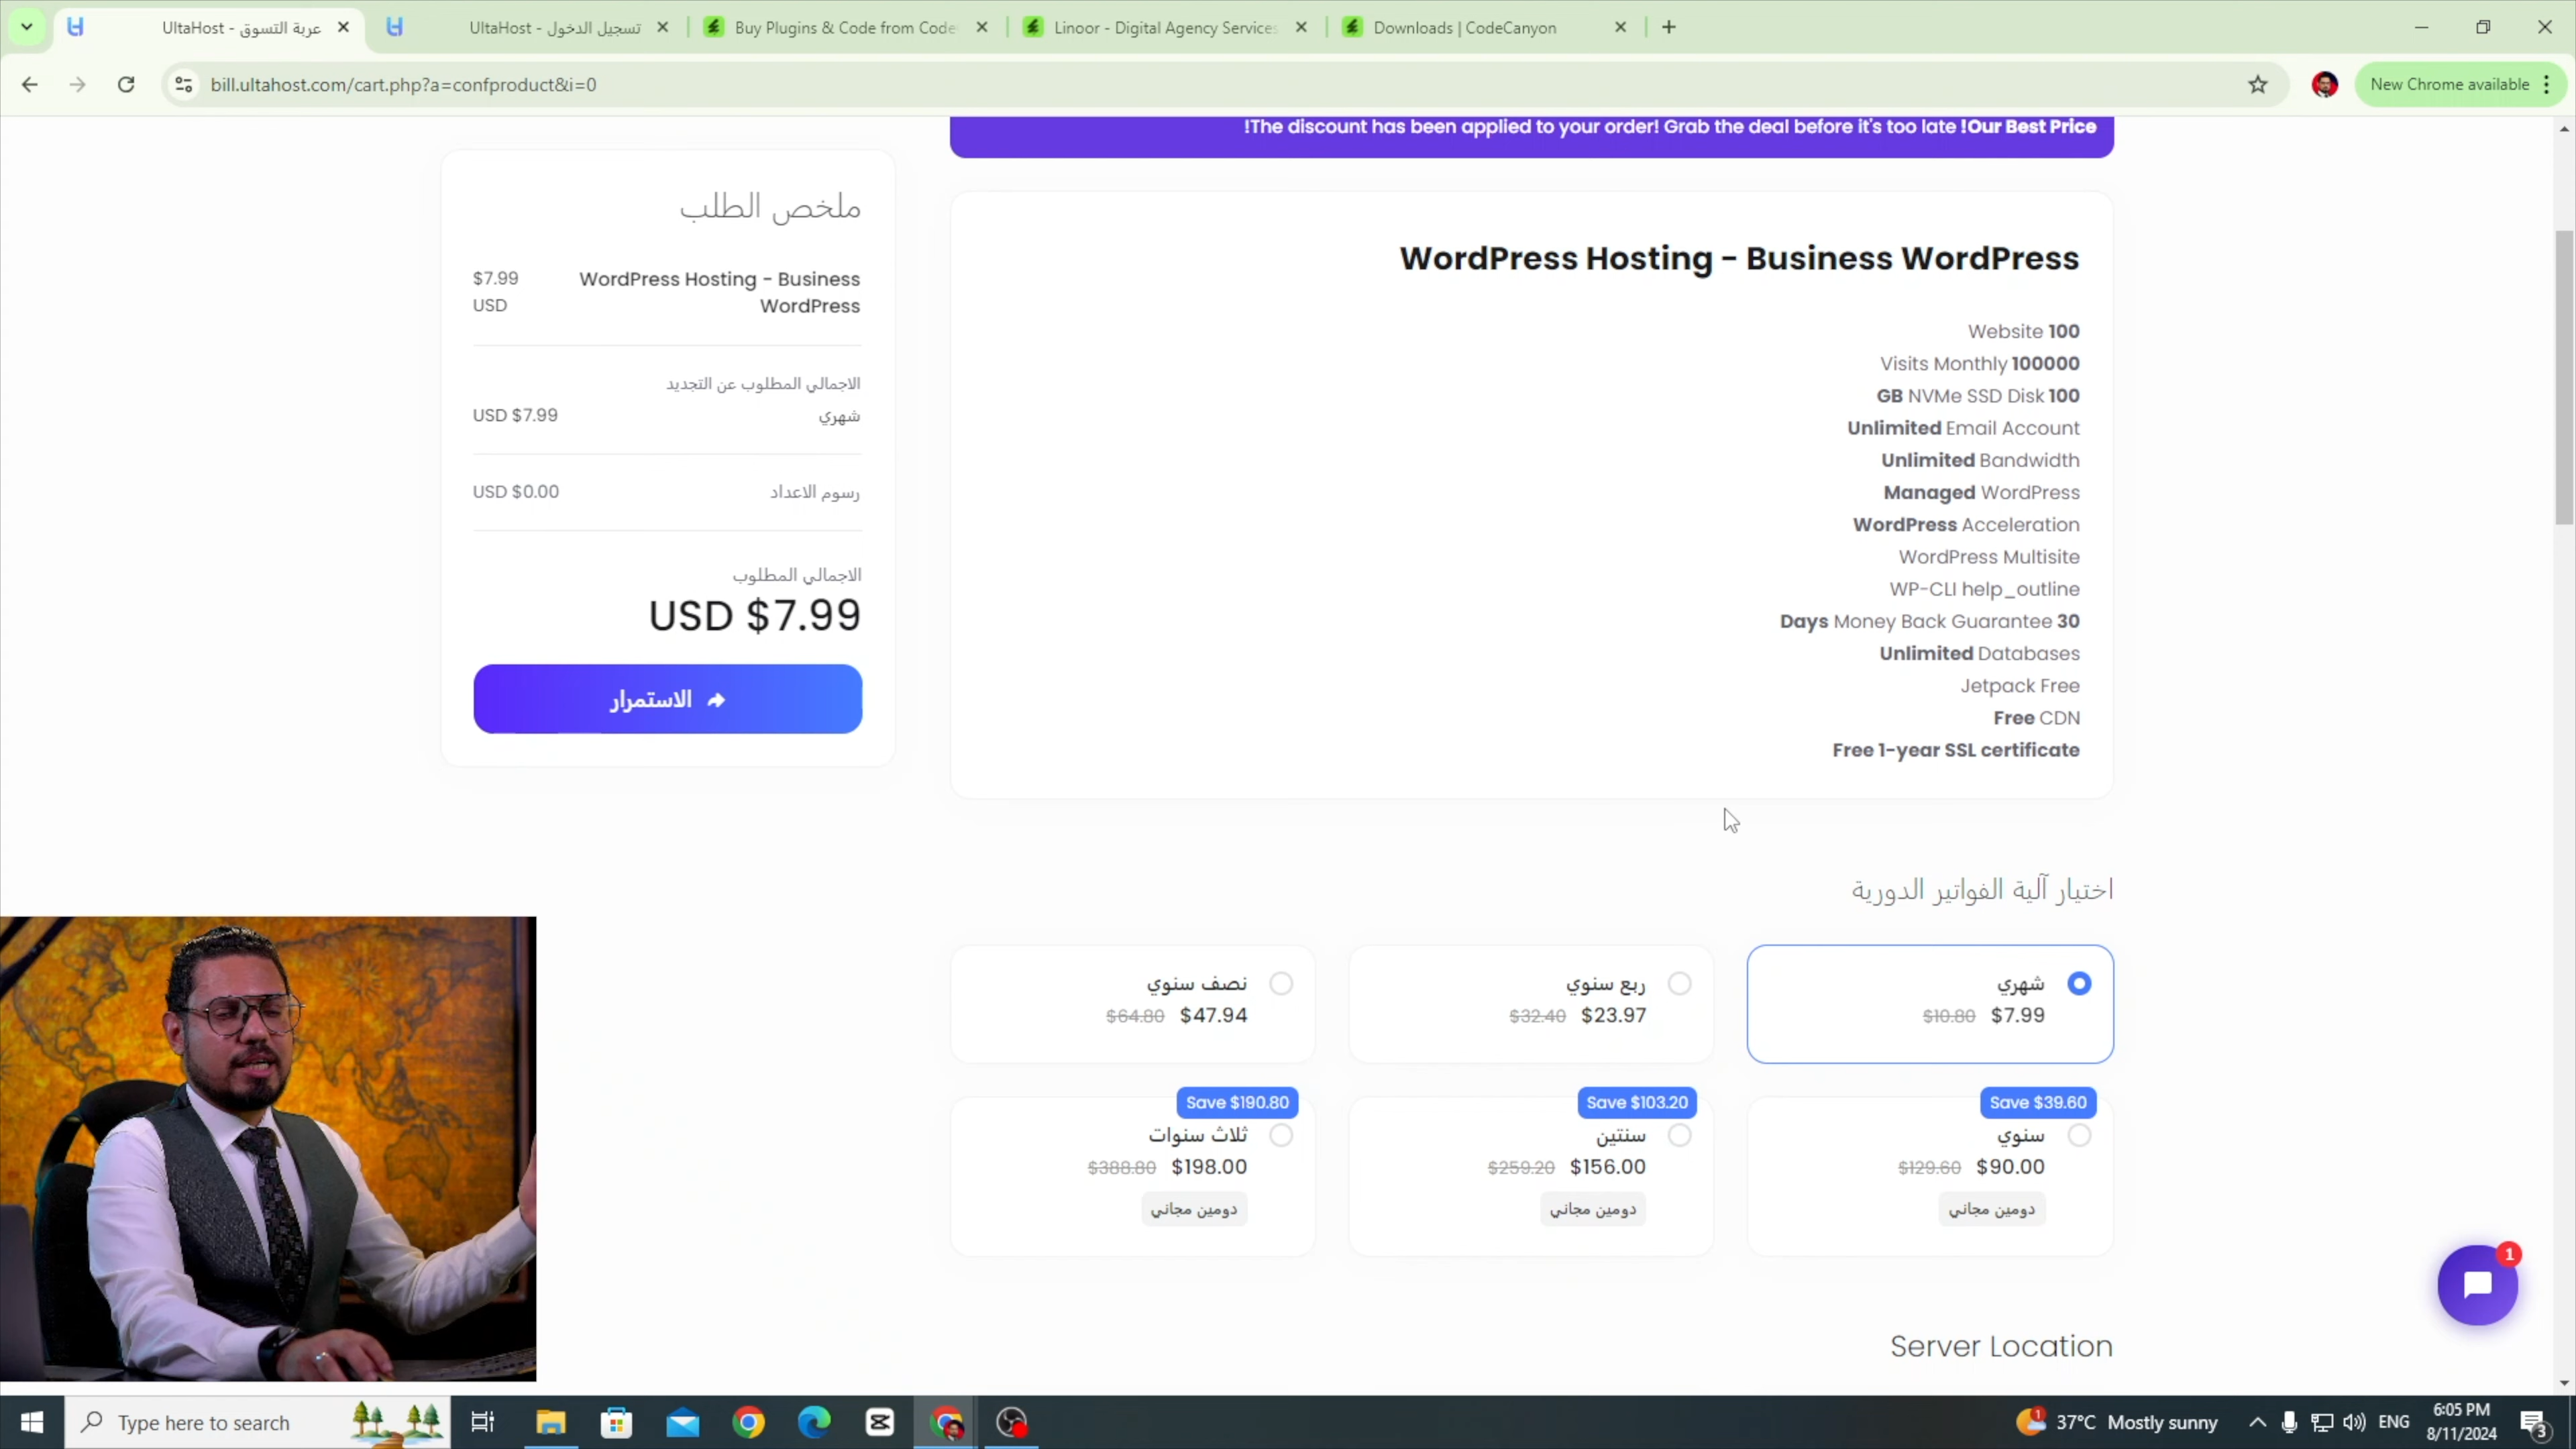 UltaHost - عربة التسوق
UltaHost - تسجيل الدخول
Buy Plugins & Code from Code
Linoor - Digital Agency Services
Downloads | CodeCanyon
bill.ultahost.com/cart.php?a=confproduct&i=0
New Chrome available
!The discount has been applied to your order! Grab the deal before it's too late !Our Best Price
ملخص الطلب
WordPress Hosting - Business $7.99
WordPress USD
الاجمالي المطلوب عن التجديد
شهري USD $7.99
رسوم الاعداد USD $0.00
الاجمالي المطلوب
USD $7.99
الاستمرار
WordPress Hosting - Business WordPress
Website 100
Visits Monthly 100000
GB NVMe SSD Disk 100
Unlimited Email Account
Unlimited Bandwidth
Managed WordPress
WordPress Acceleration
WordPress Multisite
WP-CLI help_outline
Days Money Back Guarantee 30
Unlimited Databases
Jetpack Free
Free CDN
Free 1-year SSL certificate
اختيار آلية الفواتير الدورية
شهري
$10.80 $7.99
ربع سنوي
$32.40 $23.97
نصف سنوي
$64.80 $47.94
Save $39.60
سنوي
$129.60 $90.00
دومين مجاني
Save $103.20
سنتين
$259.20 $156.00
دومين مجاني
Save $190.80
ثلاث سنوات
$388.80 $198.00
دومين مجاني
1
Server Location
Type here to search
1
37°C Mostly sunny
ENG
6:05 PM
8/11/2024
3